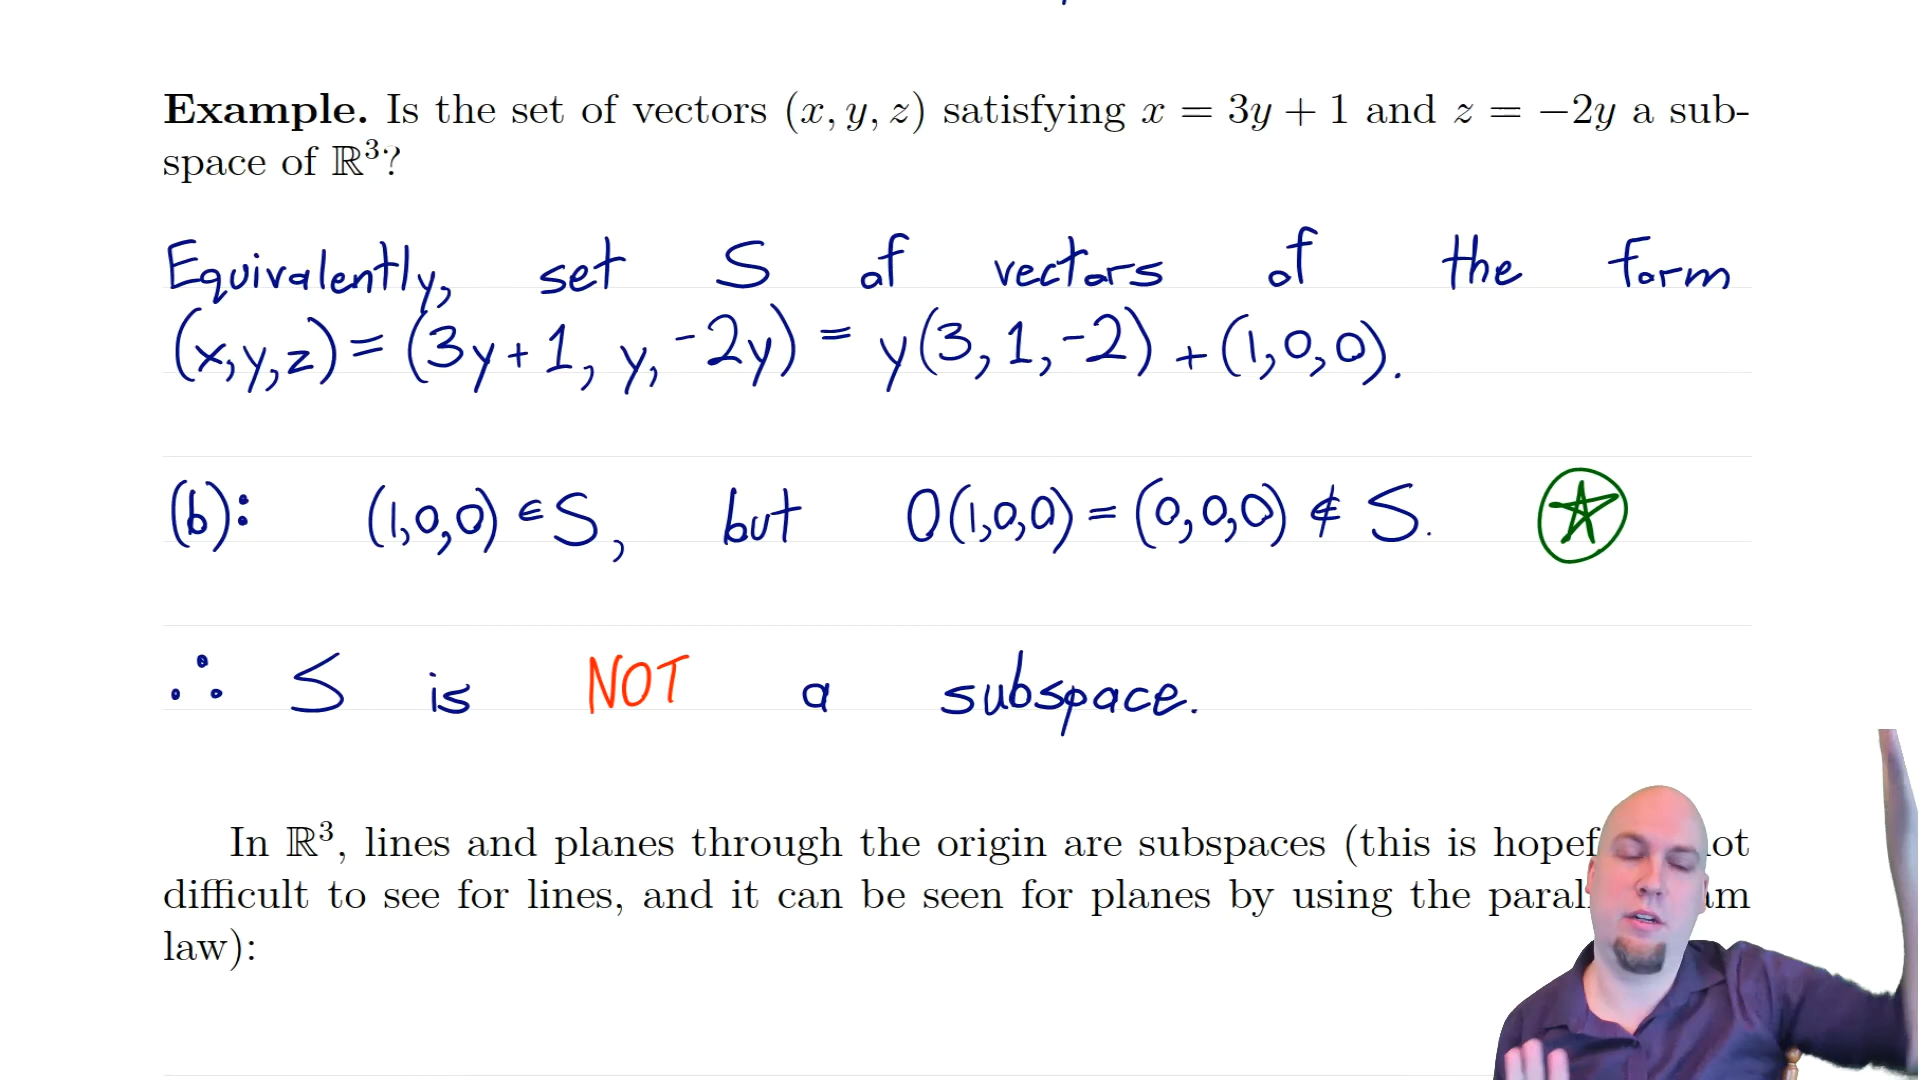 Example. Is the set of vectors (x, y, z) satisfying x = 3y + 1 and z = −2y a sub-
space of ℝ³?
Equivalently, set S of vectors of the form
(x,y,z) = (3y+1, y, -2y) = y(3, 1, -2) + (1,0,0).
(b): (1,0,0) ∈ S, but 0(1,0,0) = (0,0,0) ∉ S.
∴ S is NOT a subspace.
In ℝ³, lines and planes through the origin are subspaces (this is
difficult to see for lines, and it can be seen for planes by using the
law):